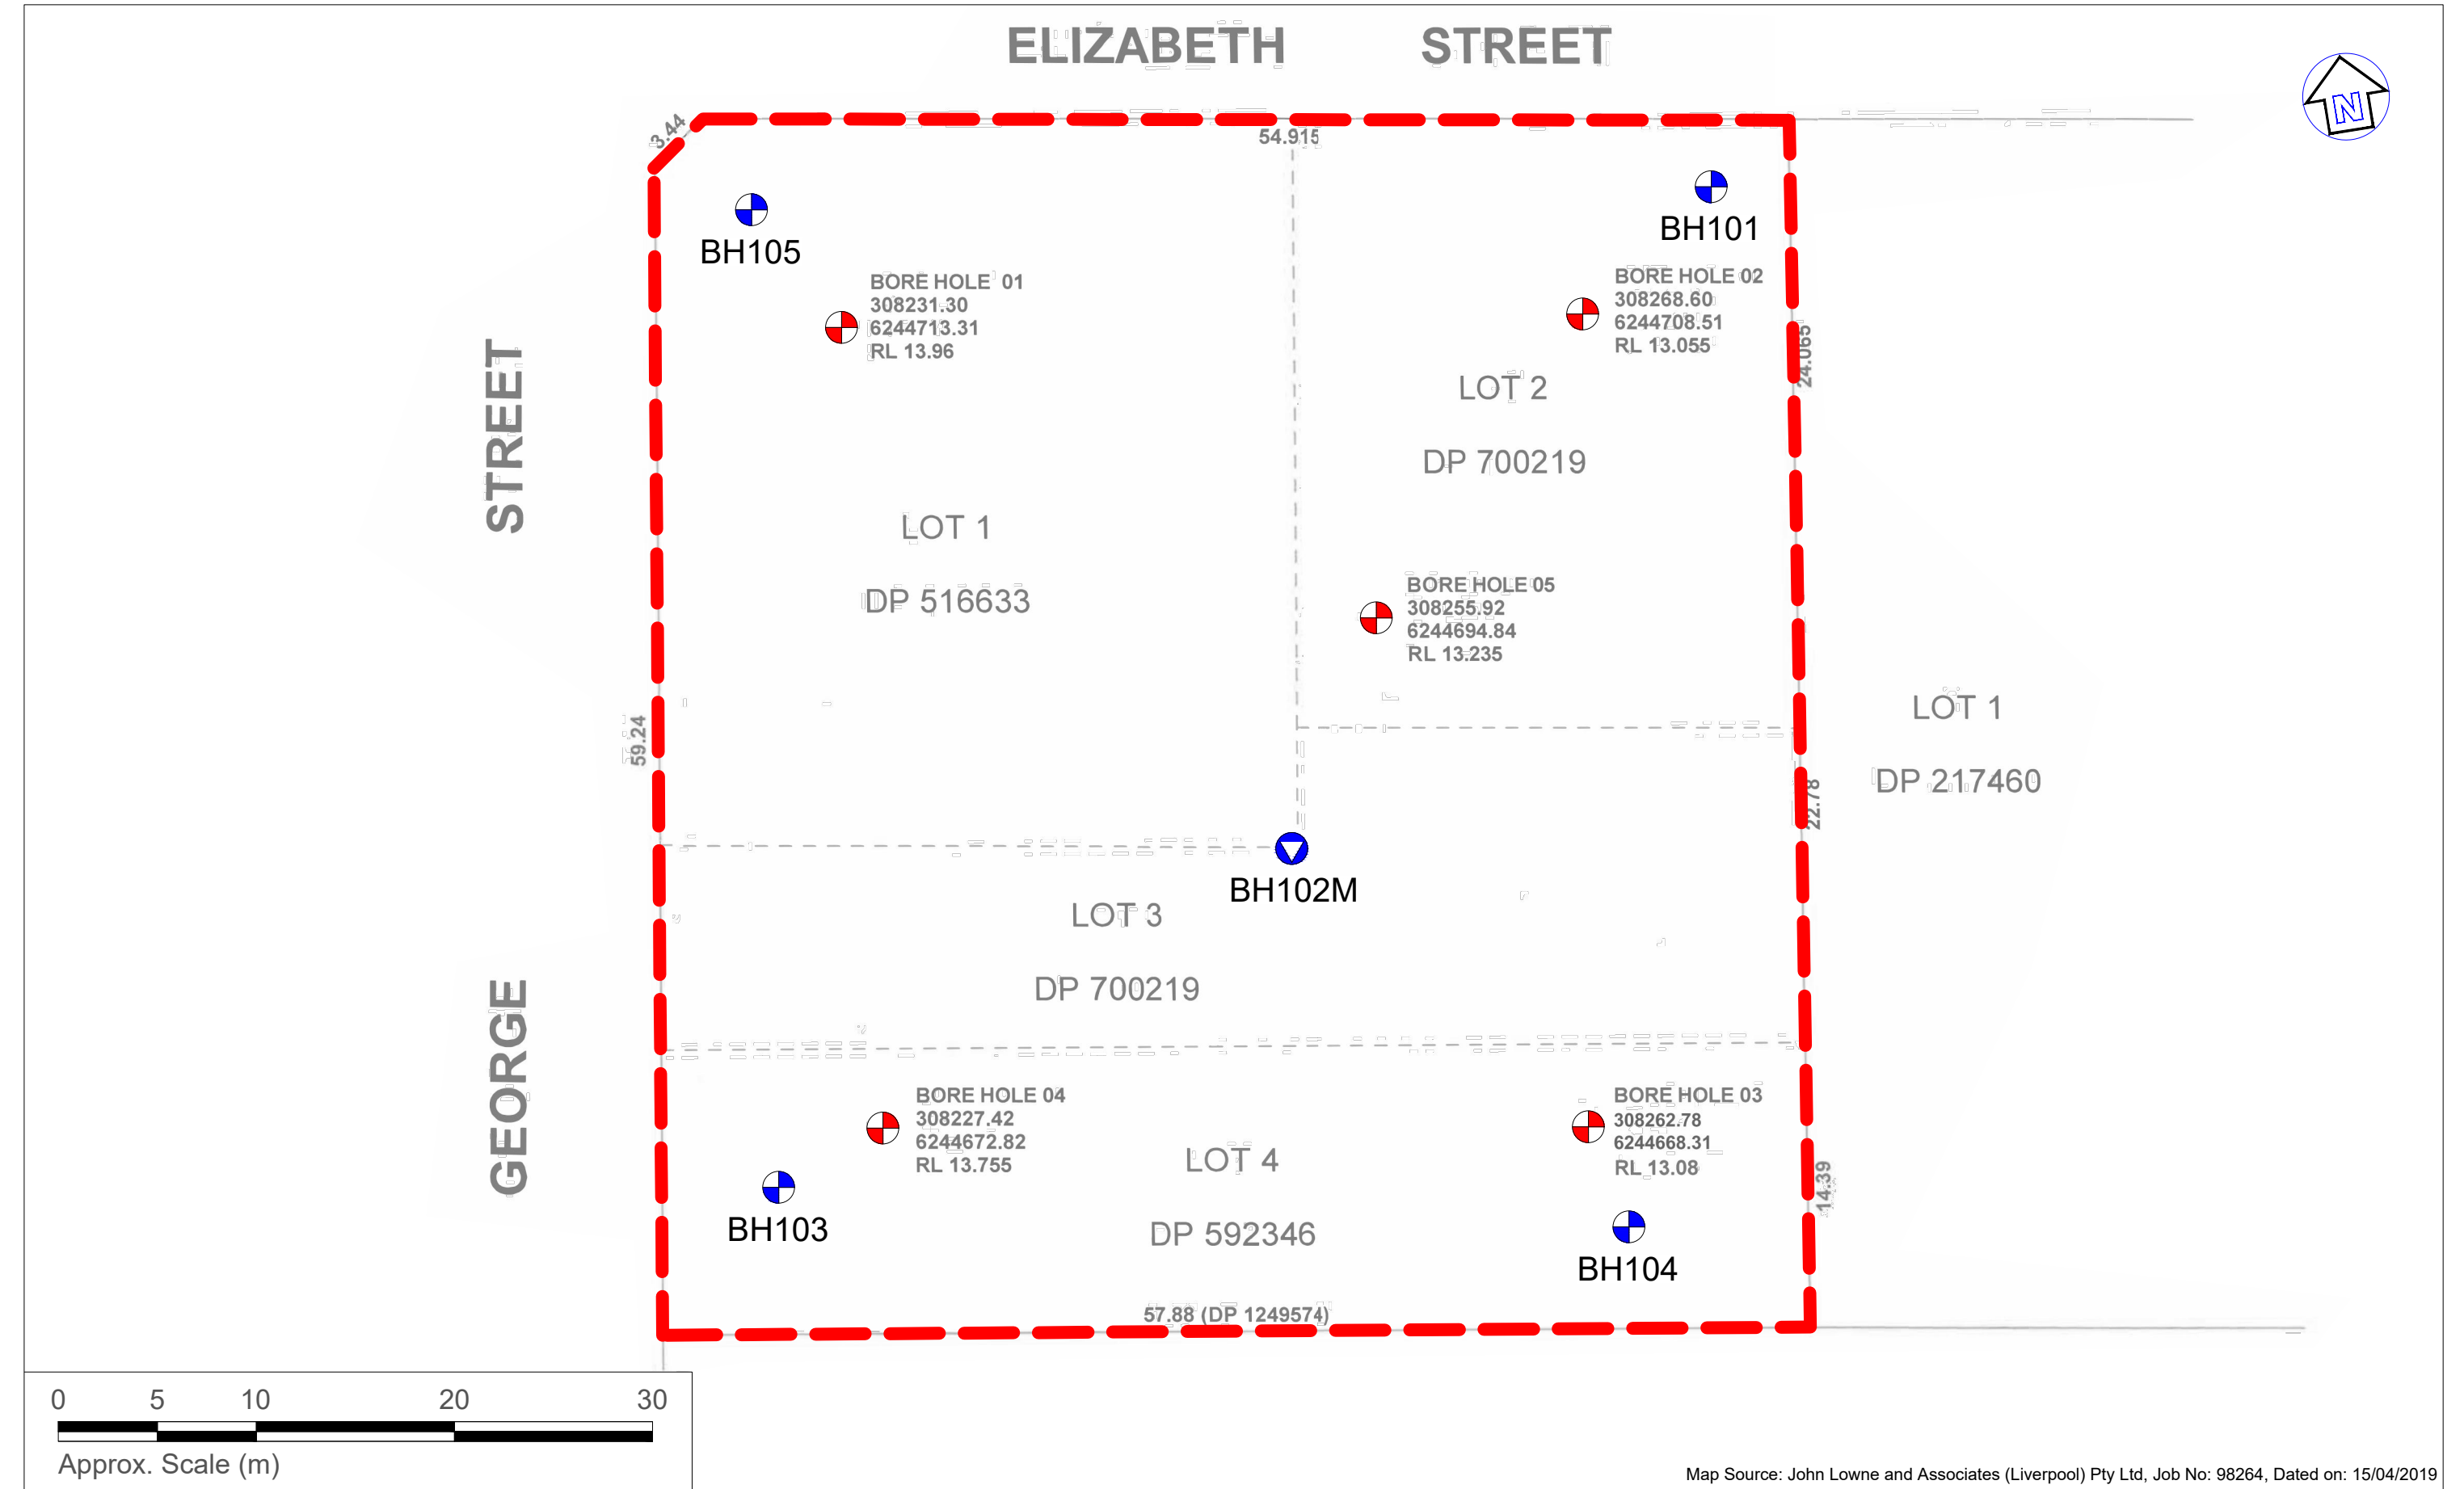 ELIZABETH STREET
N
3.44
54.915
BH105
BH101
BORE HOLE 01
308231.30
6244713.31
RL 13.96
BORE HOLE 02
308268.60
6244708.51
RL 13.055
24.065
STREET
LOT 2
DP 700219
LOT 1
DP 516633
BORE HOLE 05
308255.92
6244694.84
RL 13.235
59.24
LOT 1
DP 217460
22.78
BH102M
LOT 3
DP 700219
GEORGE
BORE HOLE 04
308227.42
6244672.82
RL 13.755
BORE HOLE 03
308262.78
6244668.31
RL 13.08
LOT 4
DP 592346
14.39
BH103
BH104
57.88 (DP 1249574)
0 5 10 20 30
Approx. Scale (m)
Map Source: John Lowne and Associates (Liverpool) Pty Ltd, Job No: 98264, Dated on: 15/04/2019